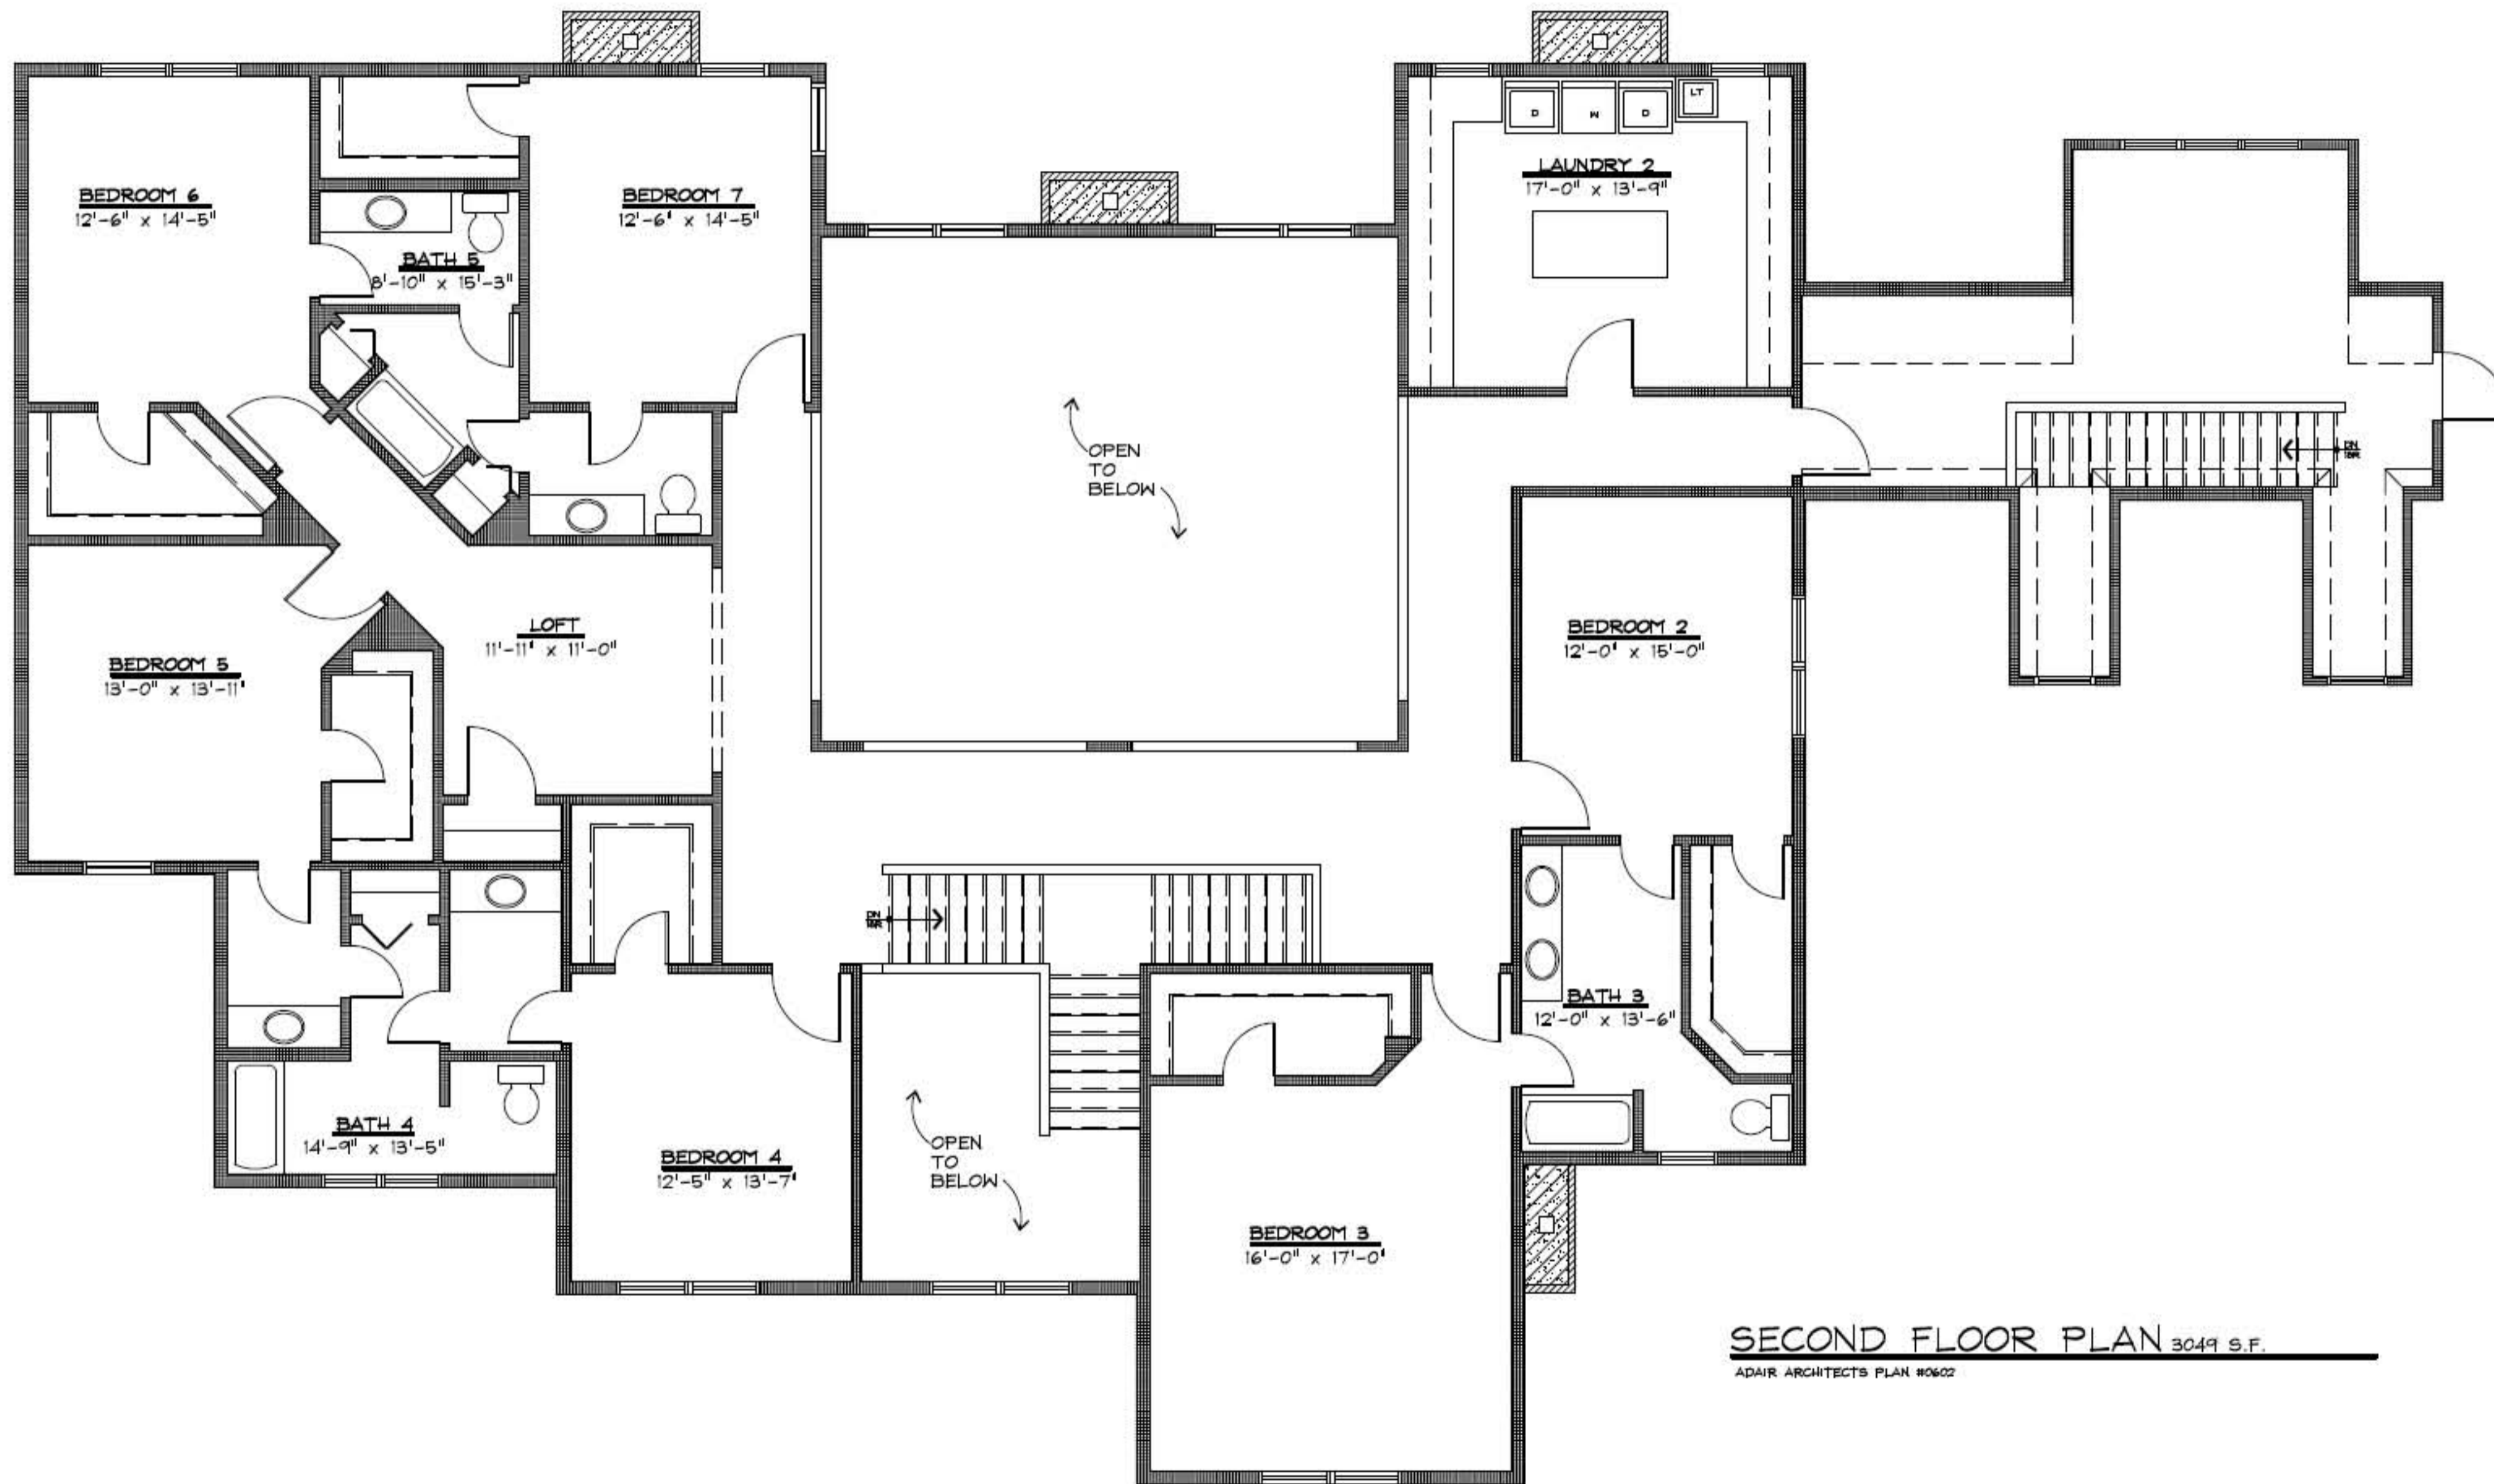 BEDROOM 6
12'-6" x 14'-5"
BEDROOM 7
12'-6" x 14'-5"
BATH 5
8'-10" x 15'-3"
D
W
D
LT
LAUNDRY 2
17'-0" x 13'-9"
OPEN
TO
BELOW
DN
LOFT
11'-11" x 11'-0"
BEDROOM 5
13'-0" x 13'-11"
BEDROOM 2
12'-0" x 15'-0"
DN
BATH 3
12'-0" x 13'-6"
BATH 4
14'-9" x 13'-5"
BEDROOM 4
12'-5" x 13'-7"
OPEN
TO
BELOW
BEDROOM 3
16'-0" x 17'-0"
SECOND FLOOR PLAN 3049 S.F.
ADAIR ARCHITECTS PLAN #0602